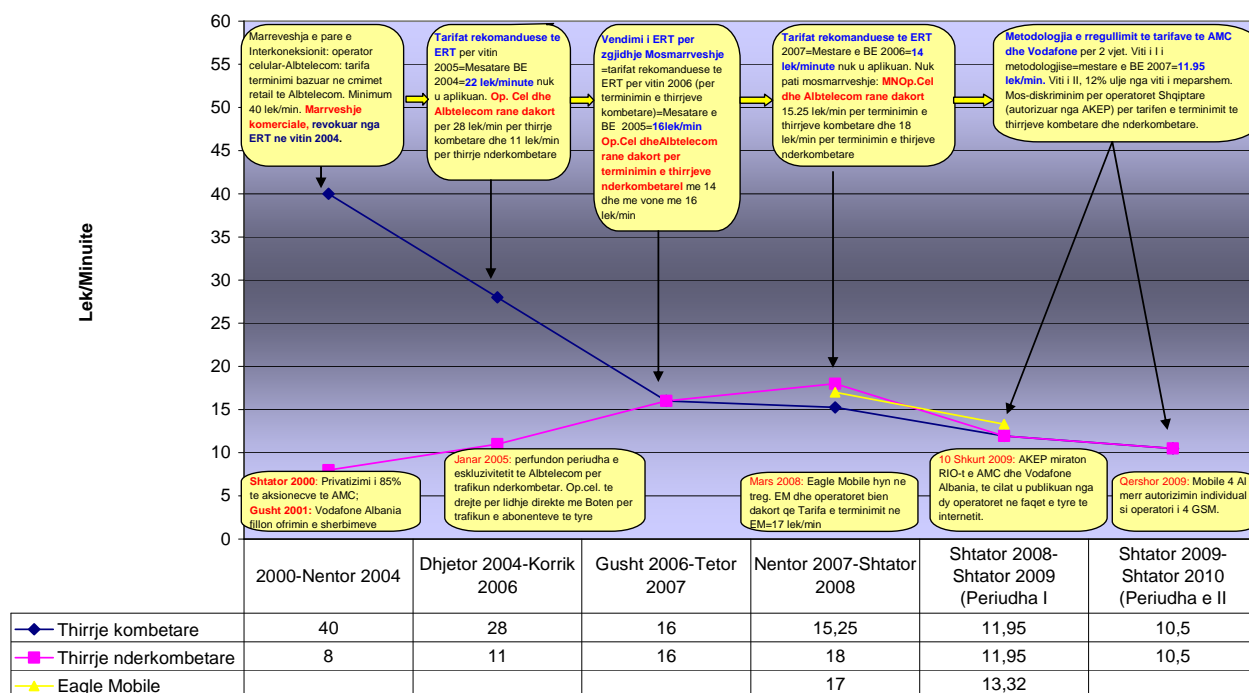 60
55
50
45
40
35
30
25
20
15
10
5
0
Lek/Minuite
Marreveshja e pare e
Interkoneksionit: operator
celular-Albtelecom: tarifa
terminimi bazuar ne cmimet
retail te Albtelecom. Minimum
40 lek/min. Marrveshje
komerciale, revokuar nga
ERT ne vitin 2004.
Tarifat rekomanduese te
ERT per vitin
2005=Mesatare BE
2004=22 lek/minute nuk
u aplikuan. Op. Cel dhe
Albtelecom rane dakort
per 28 lek/min per thirrje
kombetare dhe 11 lek/min
per thirrje nderkombetare
Vendimi i ERT per
zgjidhje Mosmarrveshje
=tarifat rekomanduese te
ERT per vitin 2006 (per
terminimin e thirrjeve
kombetare)=Mesatare e
BE 2005=16lek/min
Op.Cel dheAlbtelecom
rane dakort per
terminimin e thirrjeve
nderkombetarel me 14
dhe me vone me 16
lek/min
Tarifat rekomanduese te ERT
2007=Mestare e BE 2006=14
lek/minute nuk u aplikuan. Nuk
pati mosmarreshje: MNOp.Cel
dhe Albtelecom rane dakort
15.25 lek/min per terminimin e
thirrjeve kombetare dhe 18
lek/min per terminimin e
thirjeve nderkombetare
Metodologjia e rregullimit te tarifave te AMC
dhe Vodafone per 2 vjet. Viti i I i
metodologjise=mestare e BE 2007=11.95
lek/min. Viti i II, 12% ulje nga viti i meparshem.
Mos-diskriminim per operatoret Shqiptare
(autorizuar nga AKEP) per tarifen e terminimit te
thirrjeve kombetare dhe nderkombetare.
Shtator 2000: Privatizimi i 85%
te aksionecve te AMC;
Gusht 2001: Vodafone Albania
fillon ofrimin e sherbimeve
Janar 2005: perfundon periudha e
eskluzivitetit te Albtelecom per
trafikun nderkombetar. Op.cel. te
drejte per lidhje direkte me Boten per
trafikun e abonenteve te tyre
Mars 2008: Eagle Mobile hyn ne
treg. EM dhe operatoret bien
dakort qe Tarifa e terminimit ne
EM=17 lek/min
10 Shkurt 2009: AKEP miraton
RIO-t e AMC dhe Vodafone
Albania, te cilat u publikuan nga
dy operatoret ne faqet e tyre te
internetit.
Qershor 2009: Mobile 4 Al
merr autorizimin individual
si operatori i 4 GSM.
2000-Nentor 2004
Dhjetor 2004-Korrik
2006
Gusht 2006-Tetor
2007
Nentor 2007-Shtator
2008
Shtator 2008-
Shtator 2009
(Periudha I
Shtator 2009-
Shtator 2010
(Periudha e II
Thirrje kombetare 40 28 16 15,25 11,95 10,5
Thirrje nderkombetare 8 11 16 18 11,95 10,5
Eagle Mobile 17 13,32